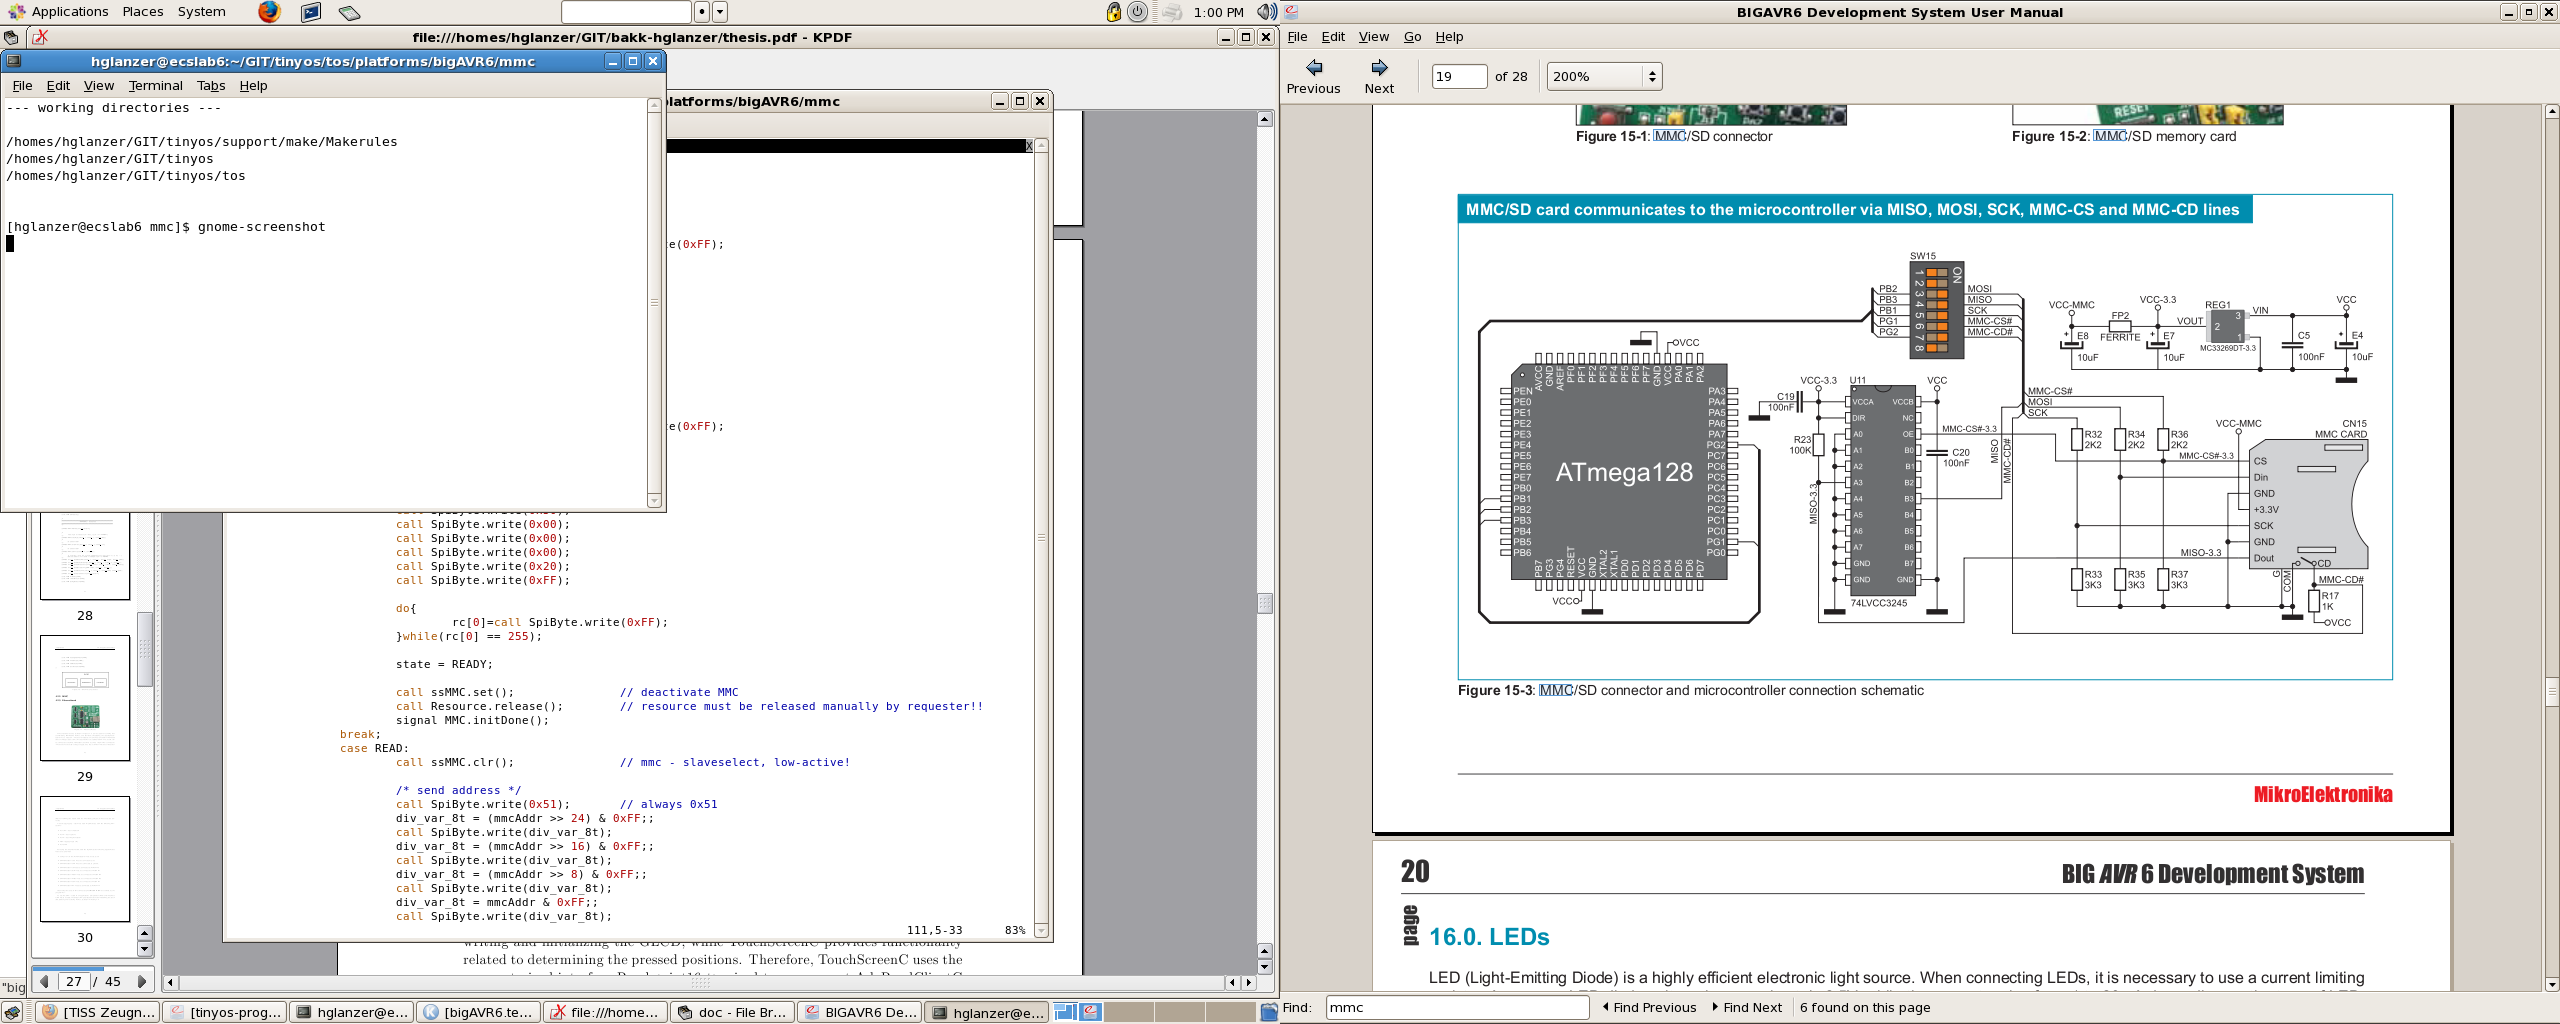 Applications Places System
1:00 PM
file:///homes/hglanzer/GIT/bakk-hglanzer/thesis.pdf - KPDF
hglanzer@ecslab6:~/GIT/tinyos/tos/platforms/bigAVR6/mmc
File Edit View Terminal Tabs Help
--- working directories ---
/homes/hglanzer/GIT/tinyos/support/make/Makerules
/homes/hglanzer/GIT/tinyos
/homes/hglanzer/GIT/tinyos/tos
[hglanzer@ecslab6 mmc]$ gnome-screenshot
latforms/bigAVR6/mmc
X
e(0xFF);
e(0xFF);
call SpiByte.write(0x00);
call SpiByte.write(0x00);
call SpiByte.write(0x00);
call SpiByte.write(0x20);
call SpiByte.write(0xFF);
do{
rc[0]=call SpiByte.write(0xFF);
}while(rc[0] == 255);
state = READY;
call ssMMC.set(); // deactivate MMC
call Resource.release(); // resource must be released manually by requester!!
signal MMC.initDone();
break;
case READ:
call ssMMC.clr(); // mmc - slaveselect, low-active!
/* send address */
call SpiByte.write(0x51); // always 0x51
div_var_8t = (mmcAddr >> 24) & 0xFF;;
call SpiByte.write(div_var_8t);
div_var_8t = (mmcAddr >> 16) & 0xFF;;
call SpiByte.write(div_var_8t);
div_var_8t = (mmcAddr >> 8) & 0xFF;;
call SpiByte.write(div_var_8t);
div_var_8t = mmcAddr & 0xFF;;
call SpiByte.write(div_var_8t);
111,5-33 83%
28
29
30
27 / 45
"big
writing and initializing the GLCD, while TouchScreenC provides functionality
related to determining the pressed positions. Therefore, TouchScreenC uses the
BIGAVR6 Development System User Manual
File Edit View Go Help
Previous Next 19 of 28 200%
RESET
Figure 15-1: MMC/SD connector
Figure 15-2: MMC/SD memory card
MMC/SD card communicates to the microcontroller via MISO, MOSI, SCK, MMC-CS and MMC-CD lines
SW15
ON
1 2 3 4 5 6 7 8
PB2 MOSI
PB3 MISO
PB1 SCK
PG1 MMC-CS#
PG2 MMC-CD#
VCC-MMC VCC-3.3 REG1 VIN VCC
FP2 VOUT 3 2 1
FERRITE
E8 10uF
E7 10uF
MC33269DT-3.3
C5 100nF
E4 10uF
VCC
AVCC GND AREF PF0 PF1 PF2 PF3 PF4 PF5 PF6 PF7 GND VCC PA0 PA1 PA2
PEN PE0 PE1 PE2 PE3 PE4 PE5 PE6 PE7 PB0 PB1 PB2 PB3 PB4 PB5 PB6
PA3 PA4 PA5 PA6 PA7 PG2 PC7 PC6 PC5 PC4 PC3 PC2 PC1 PC0 PG1 PG0
ATmega128
PB7 PG3 PG4 RESET VCC GND XTAL2 XTAL1 PD0 PD1 PD2 PD3 PD4 PD5 PD6 PD7
VCC
VCC-3.3 U11 VCC
C19 100nF
R23 100K
MISO-3.3
VCCA DIR A0 A1 A2 A3 A4 A5 A6 A7 GND GND
VCCB NC OE B0 B1 B2 B3 B4 B5 B6 B7 GND
74LVCC3245
C20 100nF
MMC-CS#-3.3
MISO
MMC-CD#
MMC-CS#
MOSI
SCK
R32 2K2
R34 2K2
R36 2K2
VCC-MMC
CN15
MMC CARD
MMC-CS#-3.3
CS
Din
GND
+3.3V
SCK
GND
Dout
MISO-3.3
CD
G
COM
MMC-CD#
R33 3K3
R35 3K3
R37 3K3
R17 1K
VCC
Figure 15-3: MMC/SD connector and microcontroller connection schematic
MikroElektronika
20
page
BIG AVR 6 Development System
16.0. LEDs
LED (Light-Emitting Diode) is a highly efficient electronic light source. When connecting LEDs, it is necessary to use a current limiting
[TISS Zeugn... [tinyos-prog... hglanzer@e... [bigAVR6.te... file:///home... doc - File Br... BIGAVR6 De... hglanzer@e...
Find: mmc Find Previous Find Next 6 found on this page